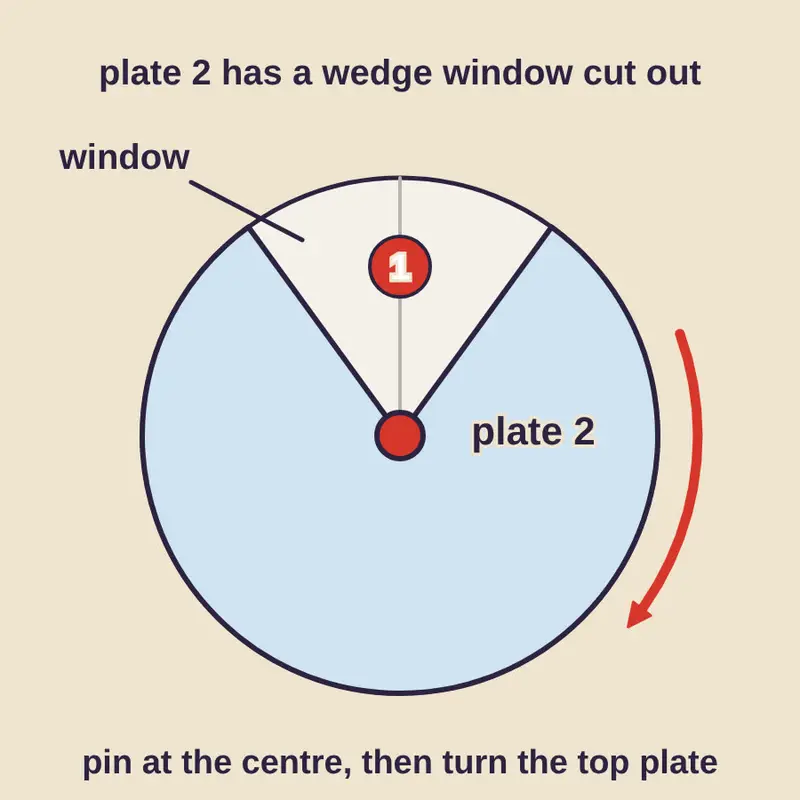 plate 2 has a wedge window cut out
window
1
plate 2
pin at the centre, then turn the top plate